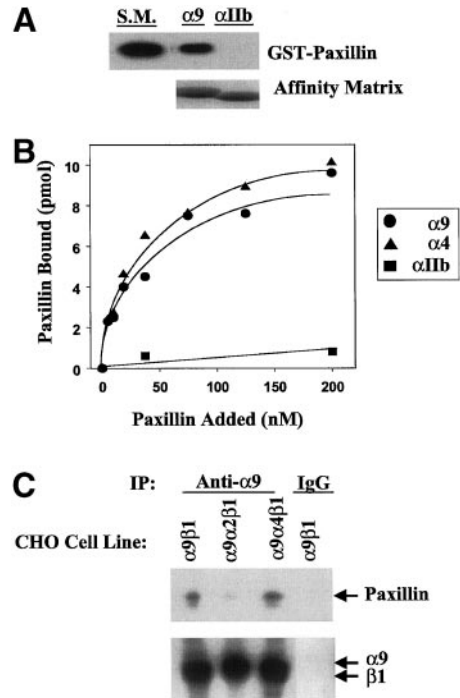 A
S.M. α9 αIIb
GST-Paxillin
Affinity Matrix
B
Paxillin Bound (pmol)
10
8
6
4
2
0
0 50 100 150 200
Paxillin Added (nM)
α9
α4
αIIb
C
IP: Anti-α9 IgG
CHO Cell Line: α9β1 α9α2β1 α9α4β1 α9β1
Paxillin
α9
β1